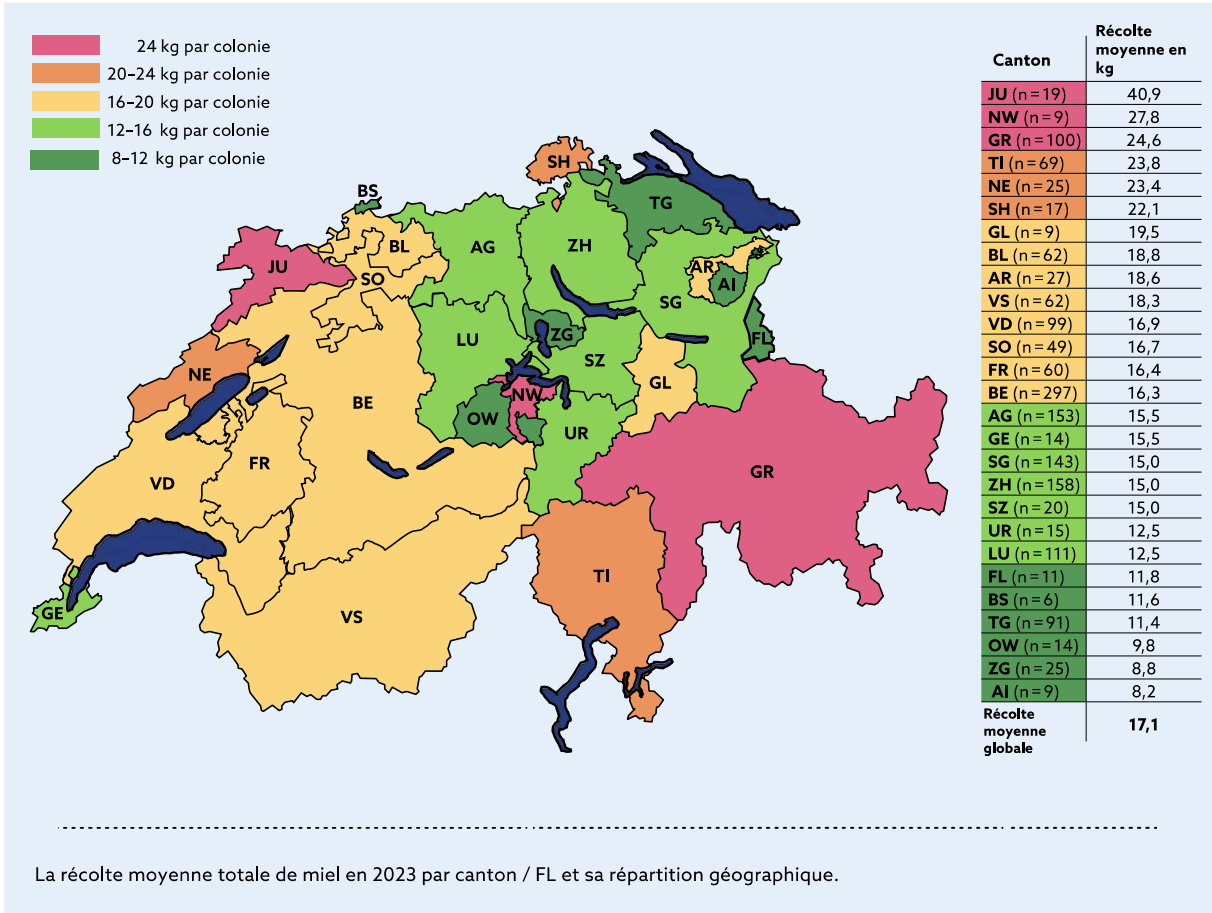 24 kg par colonie
20–24 kg par colonie
16–20 kg par colonie
12–16 kg par colonie
8–12 kg par colonie
SH
BS
TG
BL
AG
ZH
JU
SO
AR
AI
SG
LU
ZG
FL
SZ
NE
GL
NW
BE
OW
UR
FR
GR
VD
TI
GE
VS
Canton
Récolte
moyenne en
kg
JU (n=19) 40,9
NW (n=9) 27,8
GR (n=100) 24,6
TI (n=69) 23,8
NE (n=25) 23,4
SH (n=17) 22,1
GL (n=9) 19,5
BL (n=62) 18,8
AR (n=27) 18,6
VS (n=62) 18,3
VD (n=99) 16,9
SO (n=49) 16,7
FR (n=60) 16,4
BE (n=297) 16,3
AG (n=153) 15,5
GE (n=14) 15,5
SG (n=143) 15,0
ZH (n=158) 15,0
SZ (n=20) 15,0
UR (n=15) 12,5
LU (n=111) 12,5
FL (n=11) 11,8
BS (n=6) 11,6
TG (n=91) 11,4
OW (n=14) 9,8
ZG (n=25) 8,8
AI (n=9) 8,2
Récolte
moyenne
globale
17,1
La récolte moyenne totale de miel en 2023 par canton / FL et sa répartition géographique.